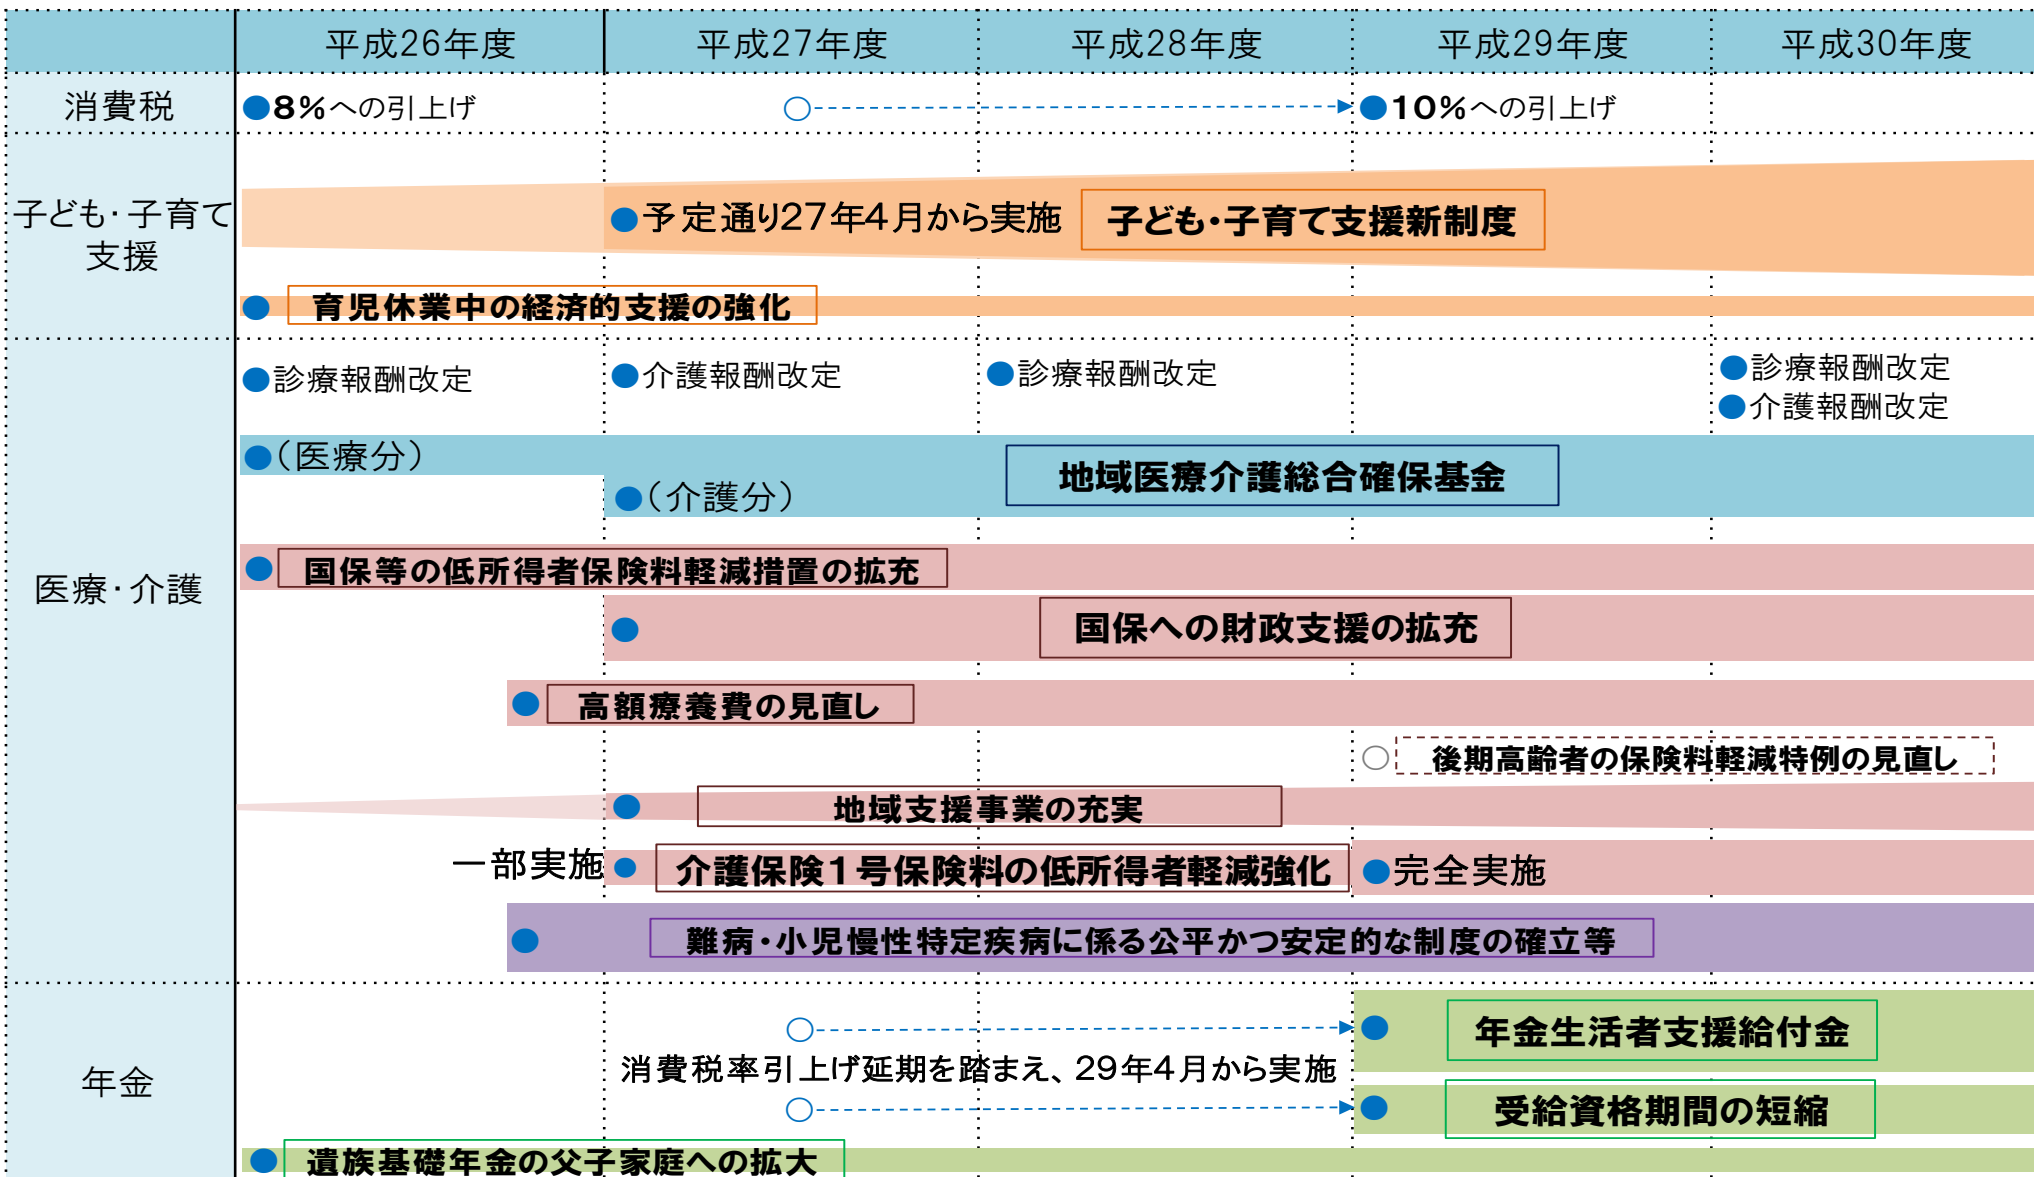 平成26年度 平成27年度 平成28年度 平成29年度 平成30年度
消費税
●8%への引上げ
●10%への引上げ
子ども・子育て
支援
●予定通り27年4月から実施
子ども・子育て支援新制度
育児休業中の経済的支援の強化
医療・介護
●診療報酬改定
●介護報酬改定
●診療報酬改定
●診療報酬改定
●介護報酬改定
●(医療分)
●(介護分)
地域医療介護総合確保基金
国保等の低所得者保険料軽減措置の拡充
国保への財政支援の拡充
高額療養費の見直し
後期高齢者の保険料軽減特例の見直し
地域支援事業の充実
一部実施
介護保険1号保険料の低所得者軽減強化
●完全実施
難病・小児慢性特定疾病に係る公平かつ安定的な制度の確立等
年金
年金生活者支援給付金
消費税率引上げ延期を踏まえ、29年4月から実施
受給資格期間の短縮
遺族基礎年金の父子家庭への拡大